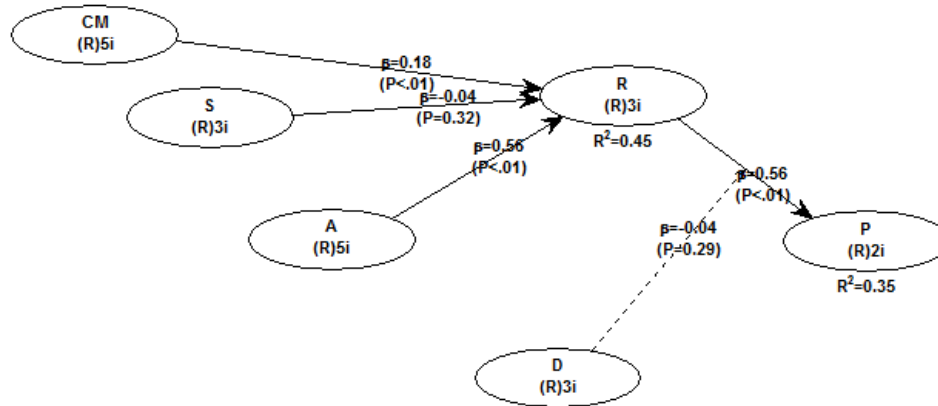 CM
(R)5i
β=0.18
(P<.01)
S
(R)3i
β=-0.04
(P=0.32)
R
(R)3i
R²=0.45
β=0.56
(P<.01)
A
(R)5i
β=0.56
(P<.01)
P
(R)2i
R²=0.35
β=-0.04
(P=0.29)
D
(R)3i